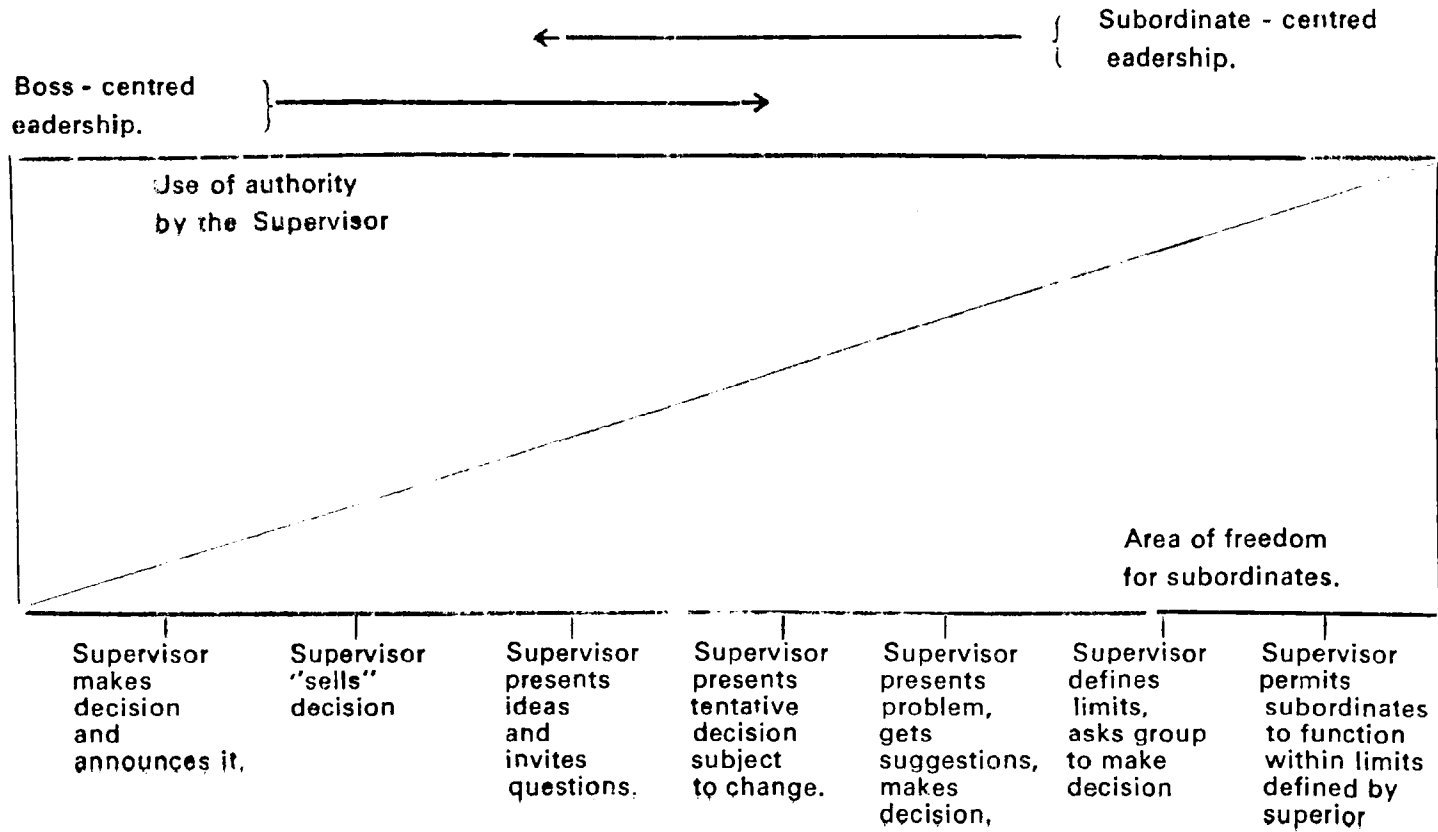 Subordinate - centred
eadership.
Boss - centred
eadership.
Use of authority
by the Supervisor
Area of freedom
for subordinates.
Supervisor
makes
decision
and
announces it,
Supervisor
"sells"
decision
Supervisor
presents
ideas
and
invites
questions.
Supervisor
presents
tentative
decision
subject
to change.
Supervisor
presents
problem,
gets
suggestions,
makes
decision,
Supervisor
defines
limits,
asks group
to make
decision
Supervisor
permits
subordinates
to function
within limits
defined by
superior